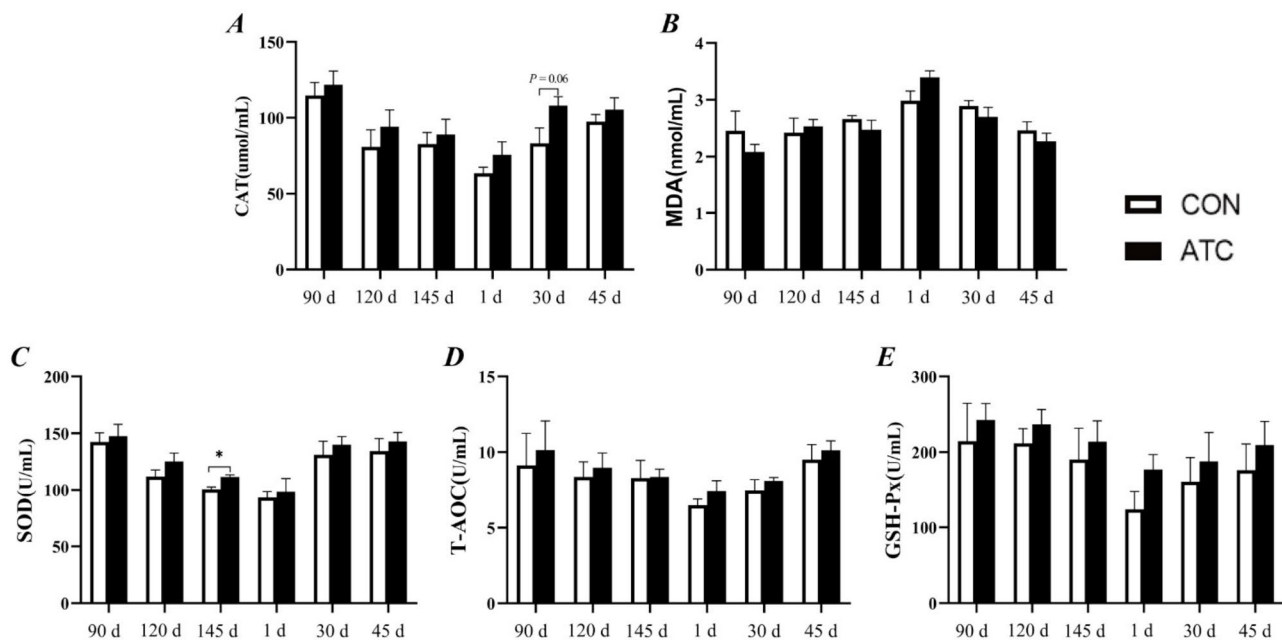 A
CAT(umol/mL)
150
100
50
0
P = 0.06
90 d 120 d 145 d 1 d 30 d 45 d
B
MDA(nmol/mL)
4
3
2
1
0
90 d 120 d 145 d 1 d 30 d 45 d
CON
ATC
C
SOD(U/mL)
200
150
100
50
0
*
90 d 120 d 145 d 1 d 30 d 45 d
D
T-AOC(U/mL)
15
10
5
0
90 d 120 d 145 d 1 d 30 d 45 d
E
GSH-Px(U/mL)
300
200
100
0
90 d 120 d 145 d 1 d 30 d 45 d